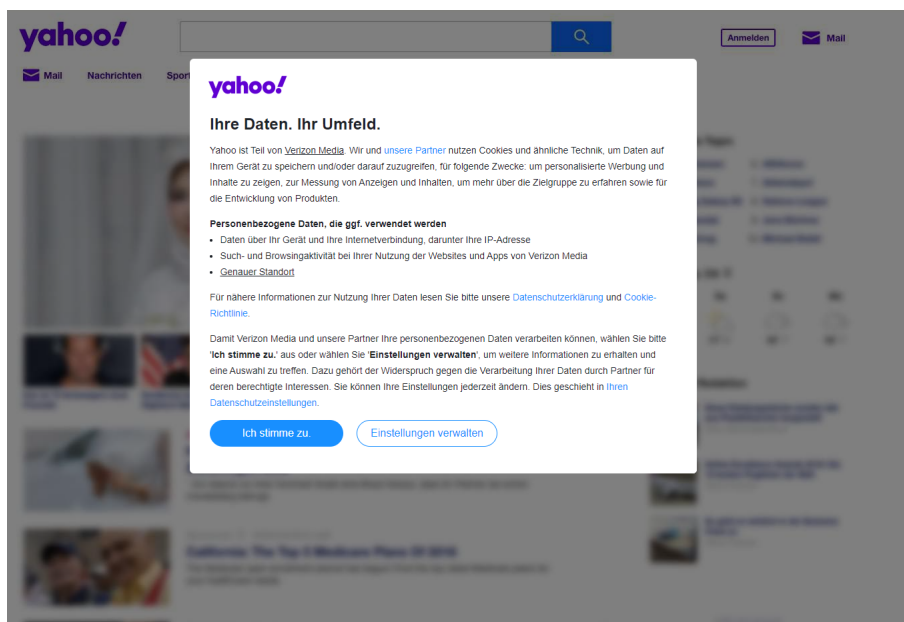 yahoo!
Anmelden
Mail
Mail Nachrichten Sport
yahoo!
Ihre Daten. Ihr Umfeld.
Yahoo ist Teil von Verizon Media. Wir und unsere Partner nutzen Cookies und ähnliche Technik, um Daten auf
Ihrem Gerät zu speichern und/oder darauf zuzugreifen, für folgende Zwecke: um personalisierte Werbung und
Inhalte zu zeigen, zur Messung von Anzeigen und Inhalten, um mehr über die Zielgruppe zu erfahren sowie für
die Entwicklung von Produkten.
Personenbezogene Daten, die ggf. verwendet werden
• Daten über Ihr Gerät und Ihre Internetverbindung, darunter Ihre IP-Adresse
• Such- und Browsingaktivität bei Ihrer Nutzung der Websites und Apps von Verizon Media
• Genauer Standort
Für nähere Informationen zur Nutzung Ihrer Daten lesen Sie bitte unsere Datenschutzerklärung und Cookie-
Richtlinie.
Damit Verizon Media und unsere Partner Ihre personenbezogenen Daten verarbeiten können, wählen Sie bitte
'Ich stimme zu.' aus oder wählen Sie 'Einstellungen verwalten', um weitere Informationen zu erhalten und
eine Auswahl zu treffen. Dazu gehört der Widerspruch gegen die Verarbeitung Ihrer Daten durch Partner für
deren berechtigte Interessen. Sie können Ihre Einstellungen jederzeit ändern. Dies geschieht in Ihren
Datenschutzeinstellungen.
Ich stimme zu. Einstellungen verwalten
California: The Top 5 Medicare Plans Of 2018